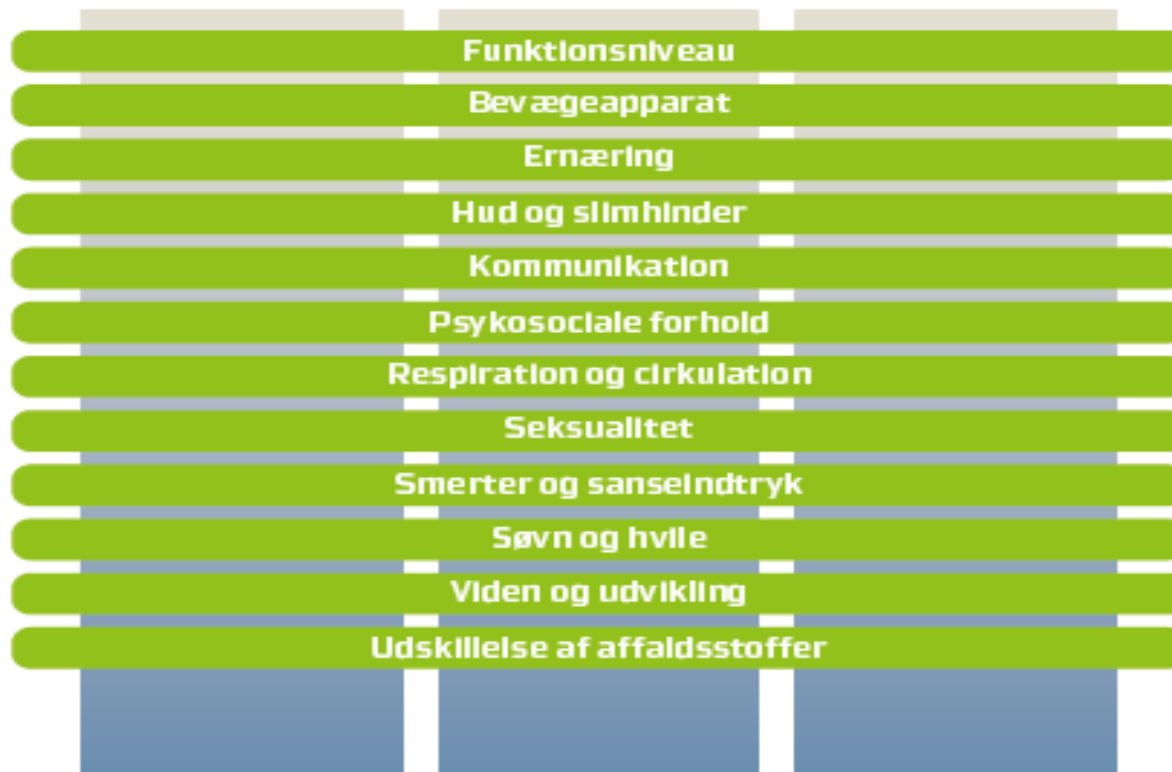 Funktionsniveau
Bevægeapparat
Ernæring
Hud og slimhinder
Kommunikation
Psykosociale forhold
Respiration og cirkulation
Seksualitet
Smerter og sanseindtryk
Søvn og hvile
Viden og udvikling
Udskillelse af affaldsstoffer